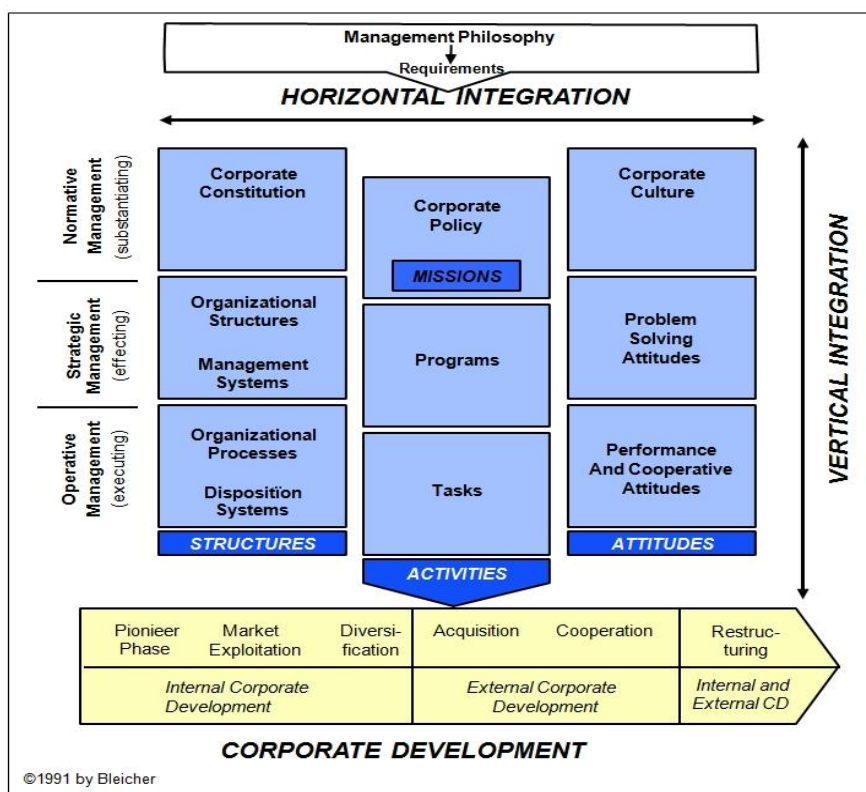 Management Philosophy
Requirements
HORIZONTAL INTEGRATION
Normative
Management
(substantiating)
Corporate
Constitution
Corporate
Policy
MISSIONS
Corporate
Culture
Strategic
Management
(effecting)
Organizational
Structures
Management
Systems
Programs
Problem
Solving
Attitudes
Operative
Management
(executing)
Organizational
Processes
Disposition
Systems
Tasks
Performance
And Cooperative
Attitudes
STRUCTURES
ACTIVITIES
ATTITUDES
VERTICAL INTEGRATION
Pionieer
Phase
Market
Exploitation
Diversi-
fication
Acquisition
Cooperation
Restruc-
turing
Internal Corporate
Development
External Corporate
Development
Internal and
External CD
CORPORATE DEVELOPMENT
©1991 by Bleicher